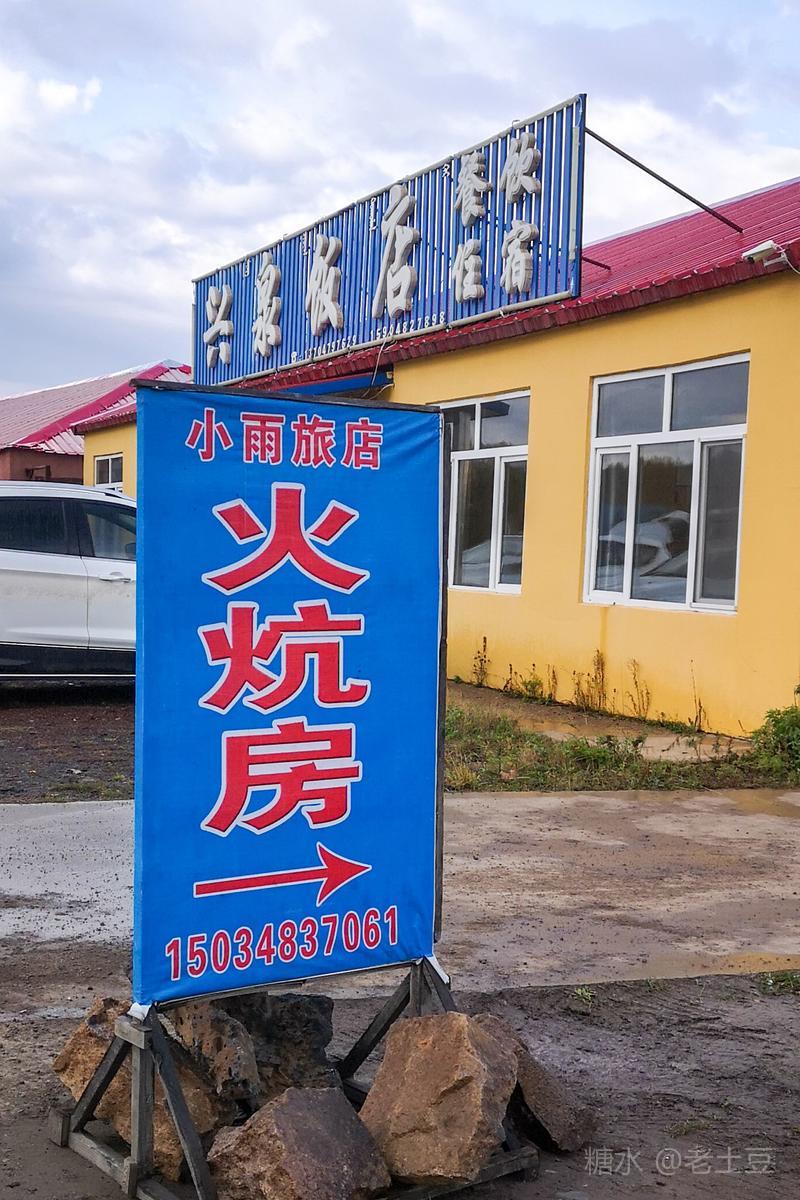 兴泉饭店
餐饮
住宿
小雨旅店
火炕房
15034837061
糖水 @老土豆